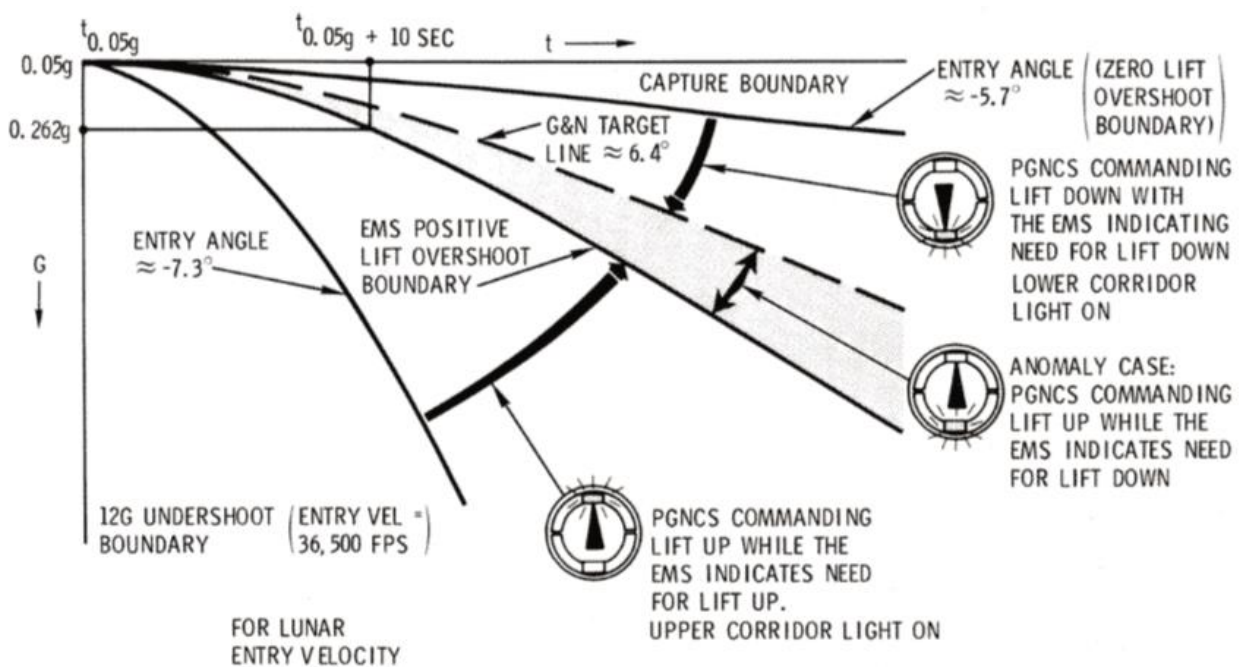 t0.05g
t0.05g + 10 SEC
t
0.05g
0.262g
G
CAPTURE BOUNDARY
ENTRY ANGLE
≈ -5.7°
(ZERO LIFT
OVERSHOOT
BOUNDARY)
G&N TARGET
LINE ≈ 6.4°
PGNCS COMMANDING
LIFT DOWN WITH
THE EMS INDICATING
NEED FOR LIFT DOWN
LOWER CORRIDOR
LIGHT ON
ENTRY ANGLE
≈ -7.3°
EMS POSITIVE
LIFT OVERSHOOT
BOUNDARY
ANOMALY CASE:
PGNCS COMMANDING
LIFT UP WHILE THE
EMS INDICATES NEED
FOR LIFT DOWN
12G UNDERSHOOT
BOUNDARY
(ENTRY VEL =
36,500 FPS)
PGNCS COMMANDING
LIFT UP WHILE THE
EMS INDICATES NEED
FOR LIFT UP.
UPPER CORRIDOR LIGHT ON
FOR LUNAR
ENTRY VELOCITY